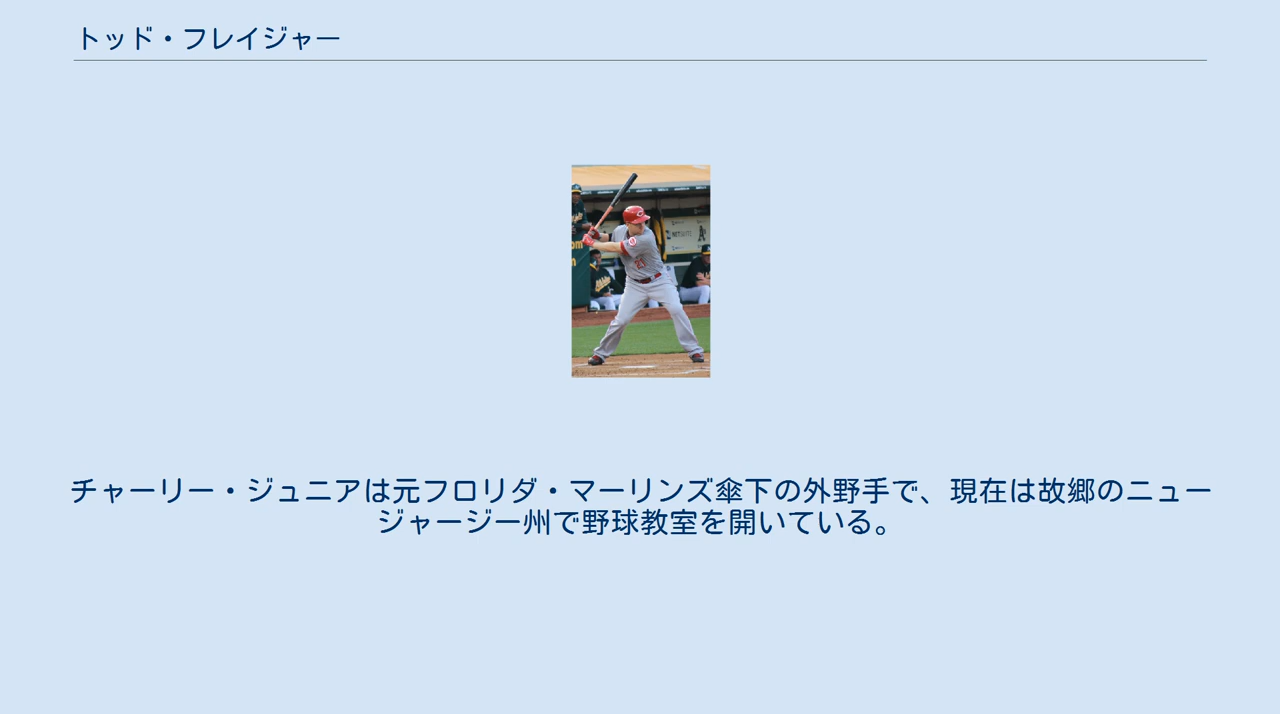 トッド・フレイジャー
チャーリー・ジュニアは元フロリダ・マーリンズ傘下の外野手で、現在は故郷のニュー
ジャージー州で野球教室を開いている。
21